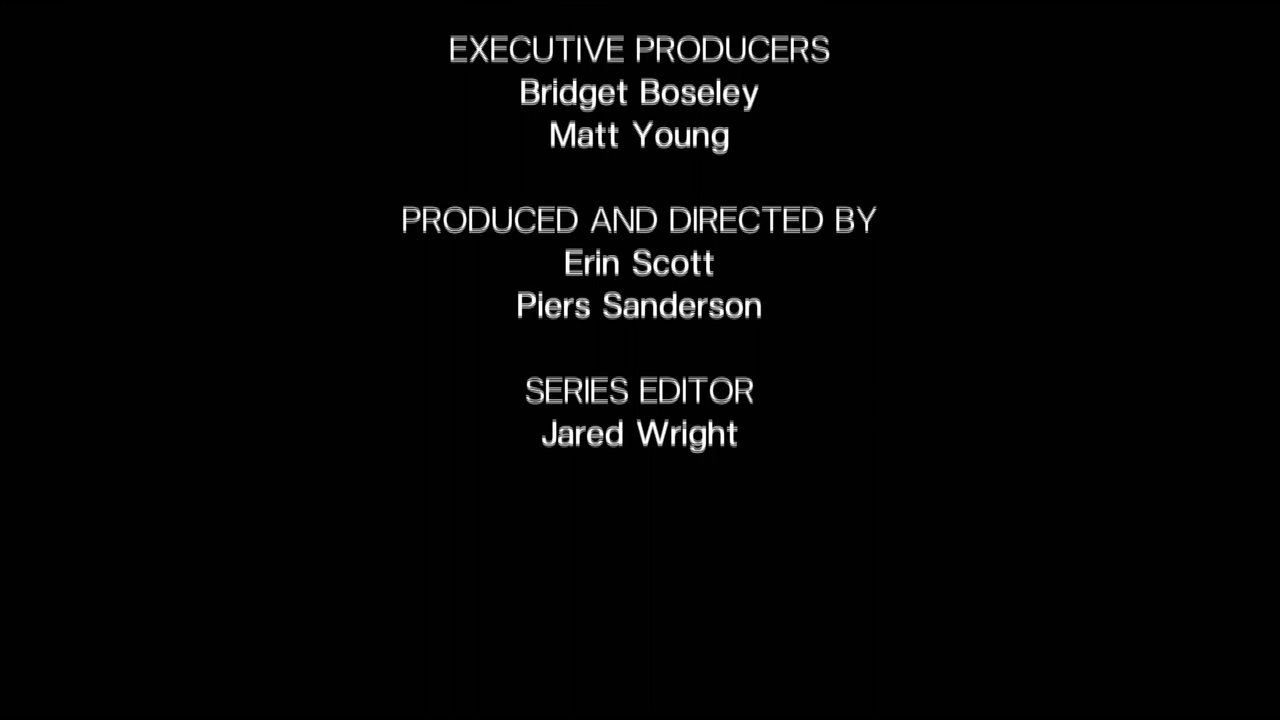 EXECUTIVE PRODUCERS
Bridget Boseley
Matt Young
PRODUCED AND DIRECTED BY
Erin Scott
Piers Sanderson
SERIES EDITOR
Jared Wright